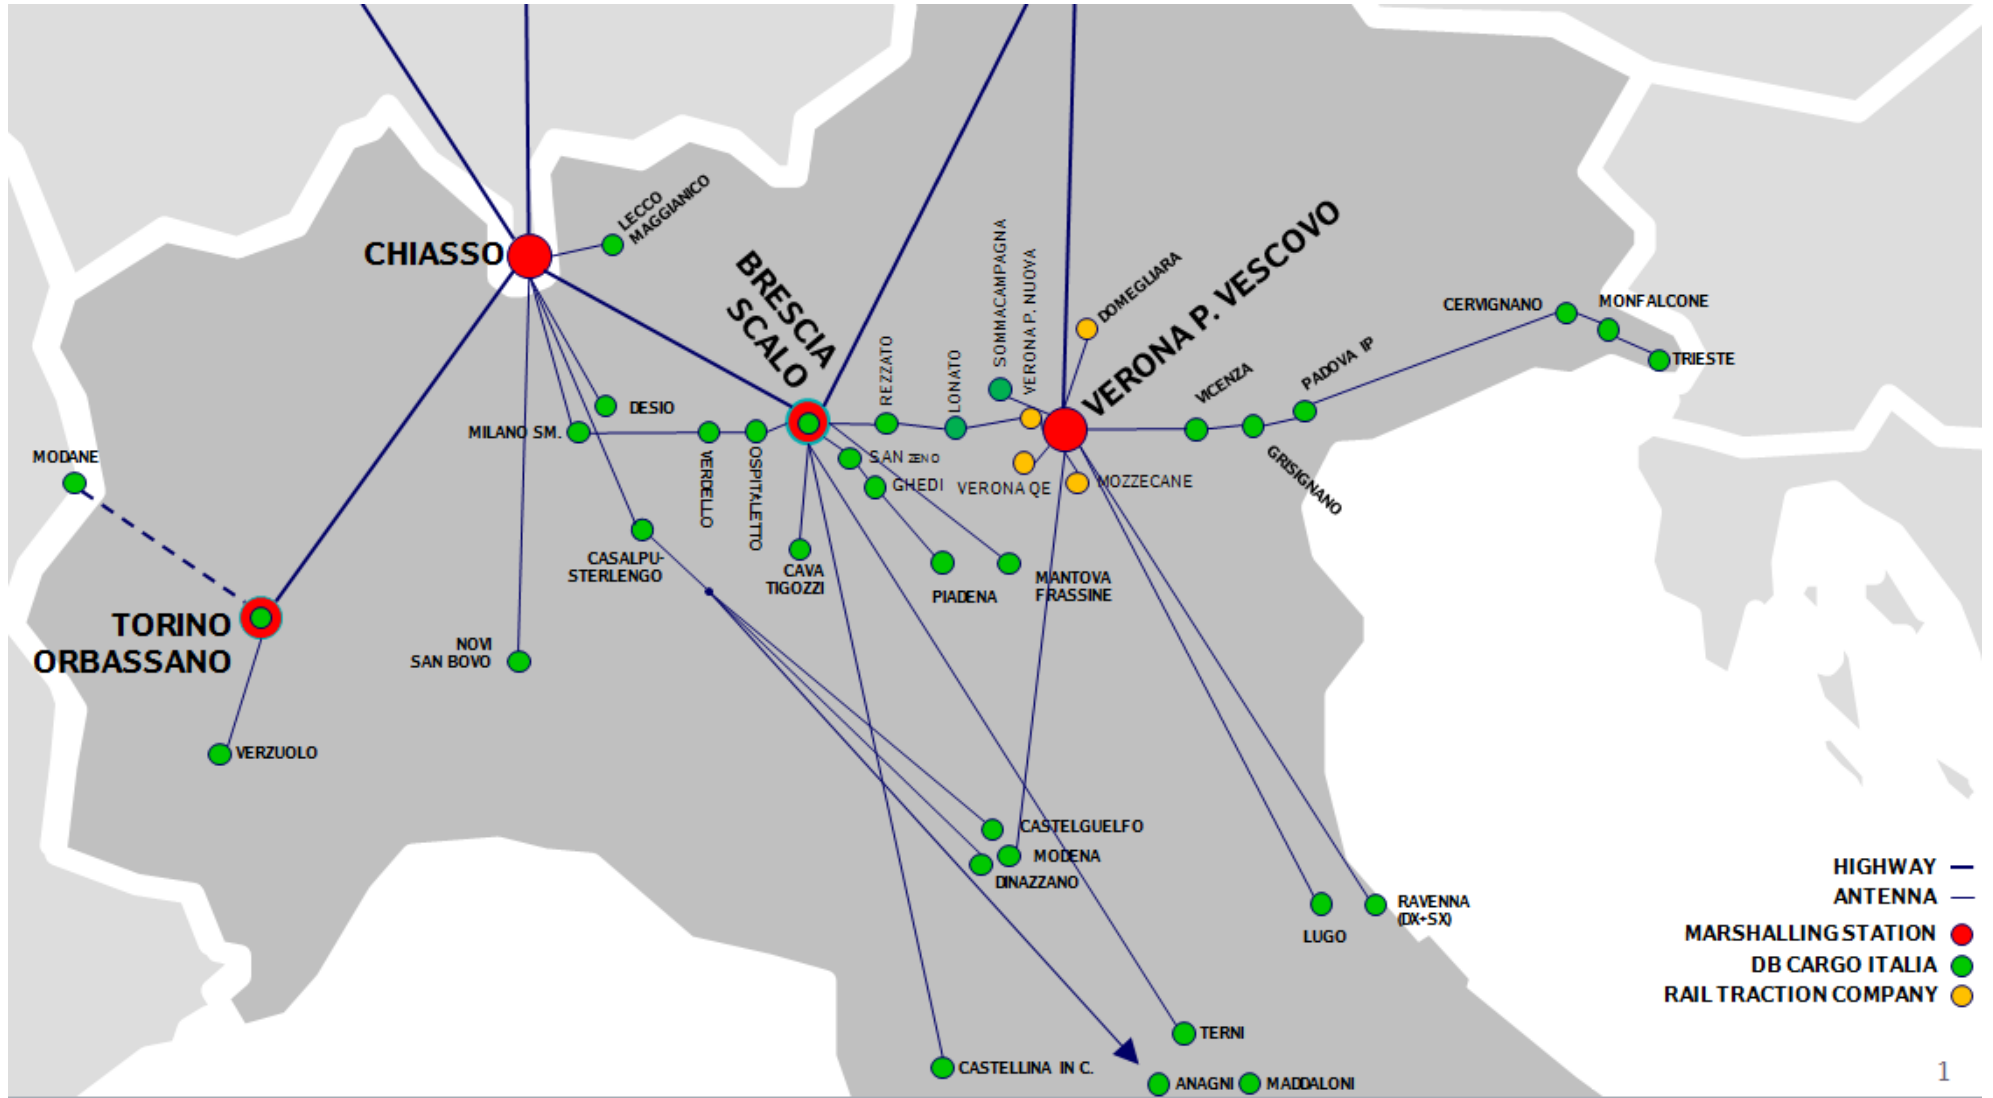 LECCO
MAGGIANICO
CHIASSO
BRESCIA
SCALO
REZZATO
LONATO
SOMMACAMPAGNA
VERONA P. NUOVA
DOMEGLIARA
VERONA P. VESCOVO
VICENZA
PADOVA IP
GRISIGNANO
CERVIGNANO
MONFALCONE
TRIESTE
DESIO
MILANO SM.
VERDELLO
OSPITALETTO
SAN ZENO
GHEDI
VERONA QE
MOZZECANE
MODANE
CASALPU-
STERLENGO
CAVA
TIGOZZI
PIADENA
MANTOVA
FRASSINE
TORINO
ORBASSANO
NOVI
SAN BOVO
VERZUOLO
CASTELGUELFO
MODENA
DINAZZANO
LUGO
RAVENNA
(DX+SX)
TERNI
CASTELLINA IN C.
ANAGNI
MADDALONI
HIGHWAY
ANTENNA
MARSHALLING STATION
DB CARGO ITALIA
RAIL TRACTION COMPANY
1